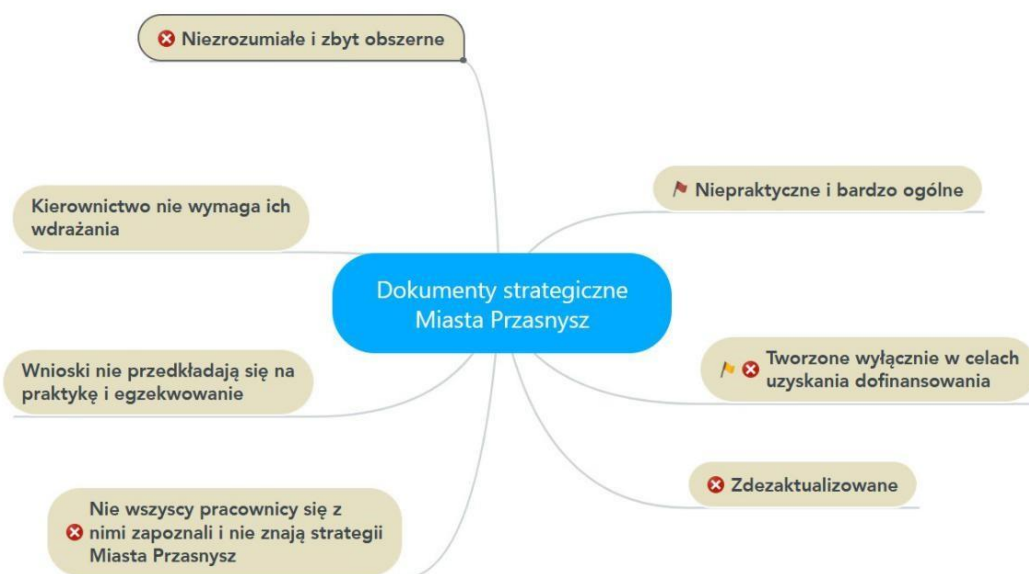 Niezrozumiałe i zbyt obszerne
Kierownictwo nie wymaga ich
wdrażania
Niepraktyczne i bardzo ogólne
Dokumenty strategiczne
Miasta Przasnysz
Wnioski nie przedkładają się na
praktykę i egzekwowanie
Tworzone wyłącznie w celach
uzyskania dofinansowania
Zdezaktualizowane
Nie wszyscy pracownicy się z
nimi zapoznali i nie znają strategii
Miasta Przasnysz